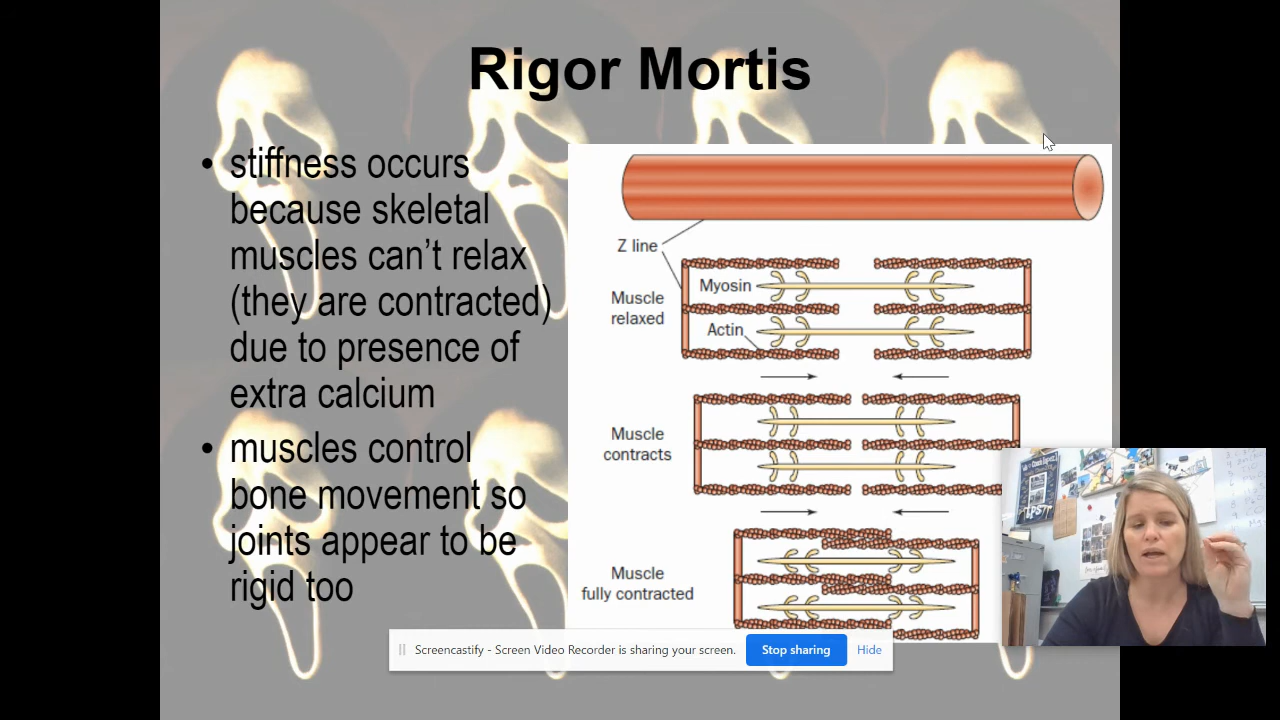 Rigor Mortis
• stiffness occurs
because skeletal
muscles can’t relax
(they are contracted)
due to presence of
extra calcium
• muscles control
bone movement so
joints appear to be
rigid too
Z line
Myosin
Muscle
relaxed
Actin
Muscle
contracts
Muscle
fully contracted
LPS
Screencastify - Screen Video Recorder is sharing your screen.
Stop sharing
Hide